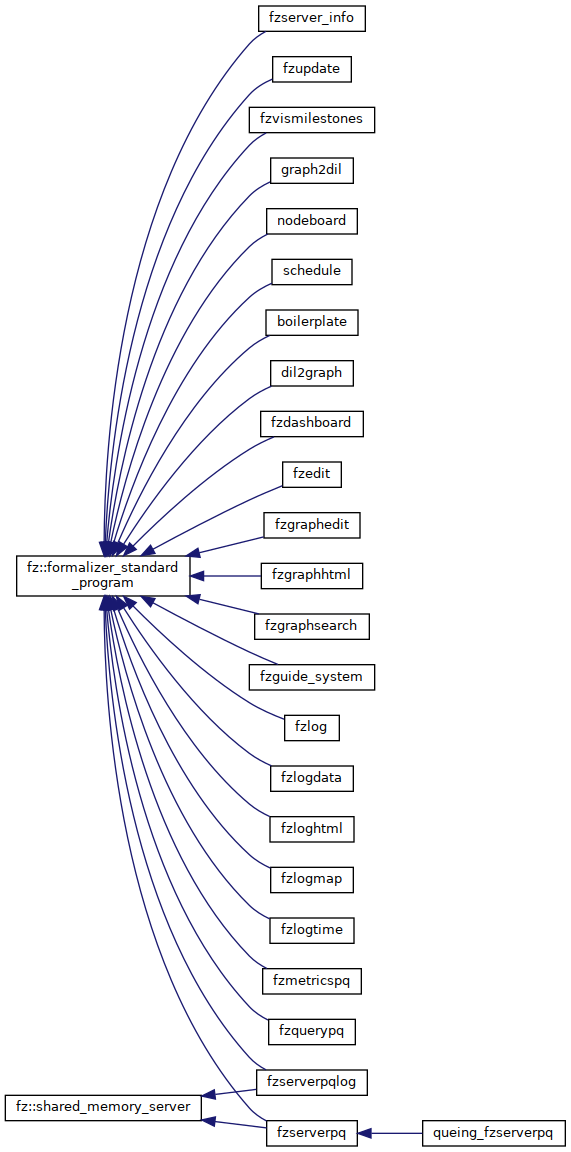 fzserver_info
fzupdate
fzvismilestones
graph2dil
nodeboard
schedule
boilerplate
dil2graph
fzdashboard
fzedit
fzgraphedit
fz::formalizer_standard
_program
fzgraphhtml
fzgraphsearch
fzguide_system
fzlog
fzlogdata
fzloghtml
fzlogmap
fzlogtime
fzmetricspq
fzquerypq
fzserverpqlog
fz::shared_memory_server
fzserverpq
queing_fzserverpq